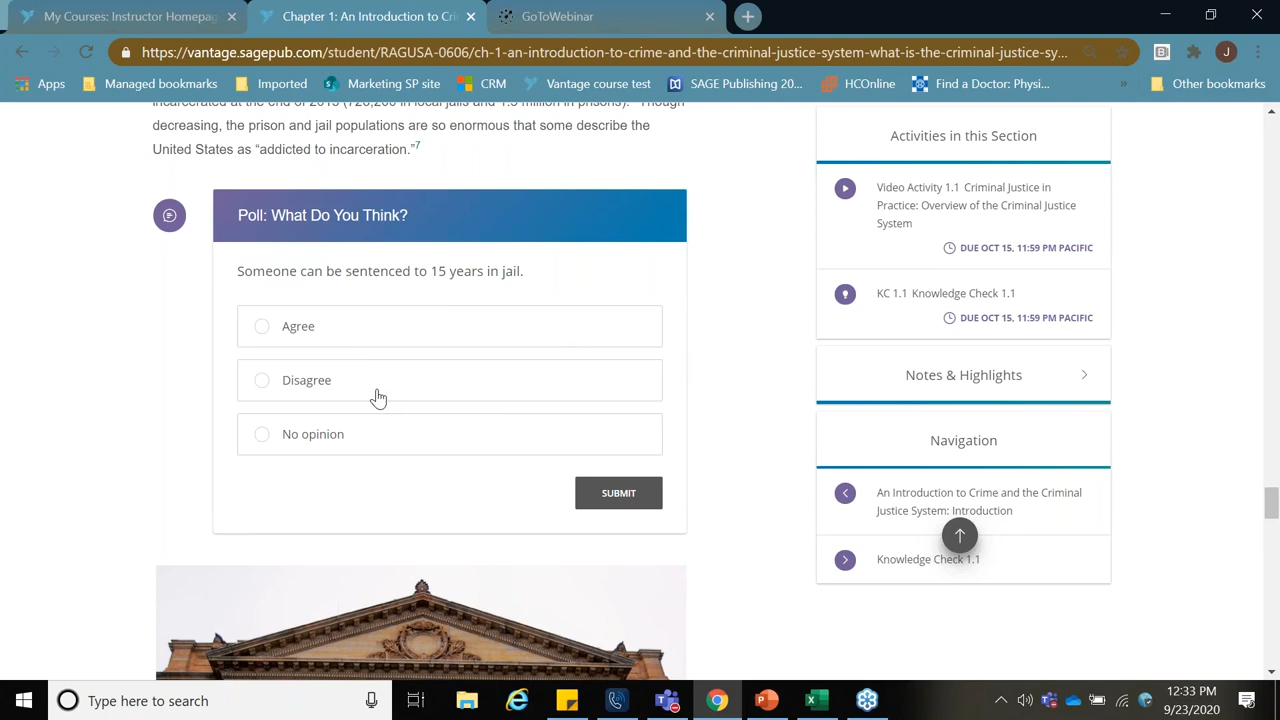 My Courses: Instructor Homepag
Chapter 1: An Introduction to Cri
GoToWebinar
https://vantage.sagepub.com/student/RAGUSA-0606/ch-1-an-introduction-to-crime-and-the-criminal-justice-system-what-is-the-criminal-justice-sy...
J
Apps
Managed bookmarks
Imported
Marketing SP site
CRM
Vantage course test
SAGE Publishing 20...
HCOnline
Find a Doctor: Physi...
»
Other bookmarks
decreasing, the prison and jail populations are so enormous that some describe the
United States as “addicted to incarceration.”7
Poll: What Do You Think?
Someone can be sentenced to 15 years in jail.
Agree
Disagree
No opinion
SUBMIT
Activities in this Section
Video Activity 1.1 Criminal Justice in
Practice: Overview of the Criminal Justice
System
DUE OCT 15, 11:59 PM PACIFIC
KC 1.1 Knowledge Check 1.1
DUE OCT 15, 11:59 PM PACIFIC
Notes & Highlights
Navigation
An Introduction to Crime and the Criminal
Justice System: Introduction
Knowledge Check 1.1
Type here to search
12:33 PM
9/23/2020